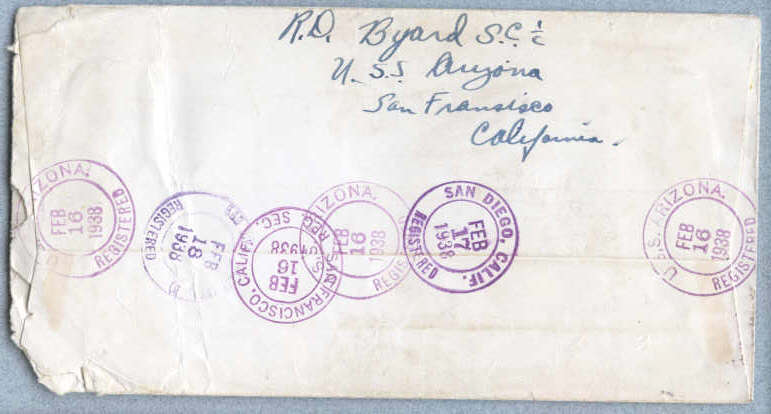 R.D. Byard S.C. 1/c
U.S.S. Arizona
San Francisco
California.
ARIZONA.
FEB
16
1938
REGISTERED
REGISTERED
FEB
16
1938
SAN FRANCISCO, CALIF. REG. SEC.
FEB
16
1938
U.S.S. ARIZONA.
FEB
16
1938
REGIS
SAN DIEGO, CALIF.
FEB
17
1938
REGISTERED
U.S.S. ARIZONA.
FEB
16
1938
REGISTERED